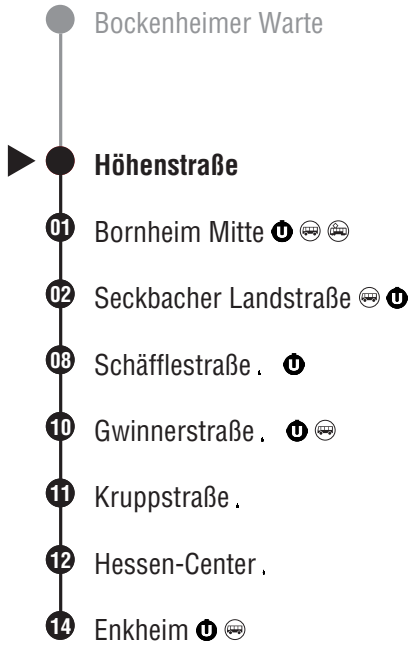 Bockenheimer Warte
Höhenstraße
01 Bornheim Mitte U
02 Seckbacher Landstraße U
08 Schäfflestraße . U
10 Gwinnerstraße . U
11 Kruppstraße .
12 Hessen-Center .
14 Enkheim U